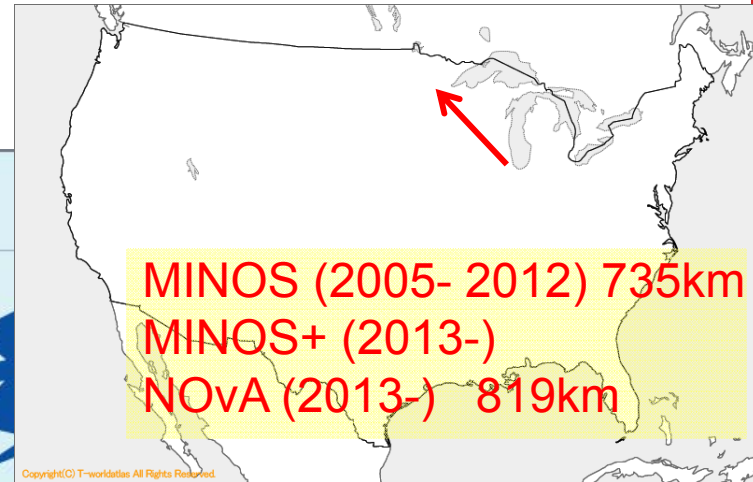 MINOS (2005- 2012) 735km
MINOS+ (2013-)
NOvA (2013-) 819km
Copyright(C) T-worldatlas All Rights Reserved.